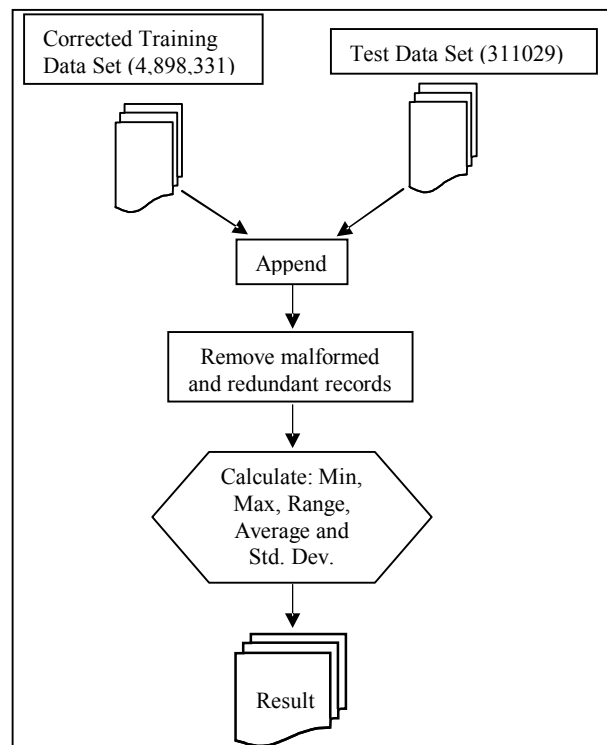 Corrected Training
Data Set (4,898,331)
Test Data Set (311029)
Append
Remove malformed
and redundant records
Calculate: Min,
Max, Range,
Average and
Std. Dev.
Result